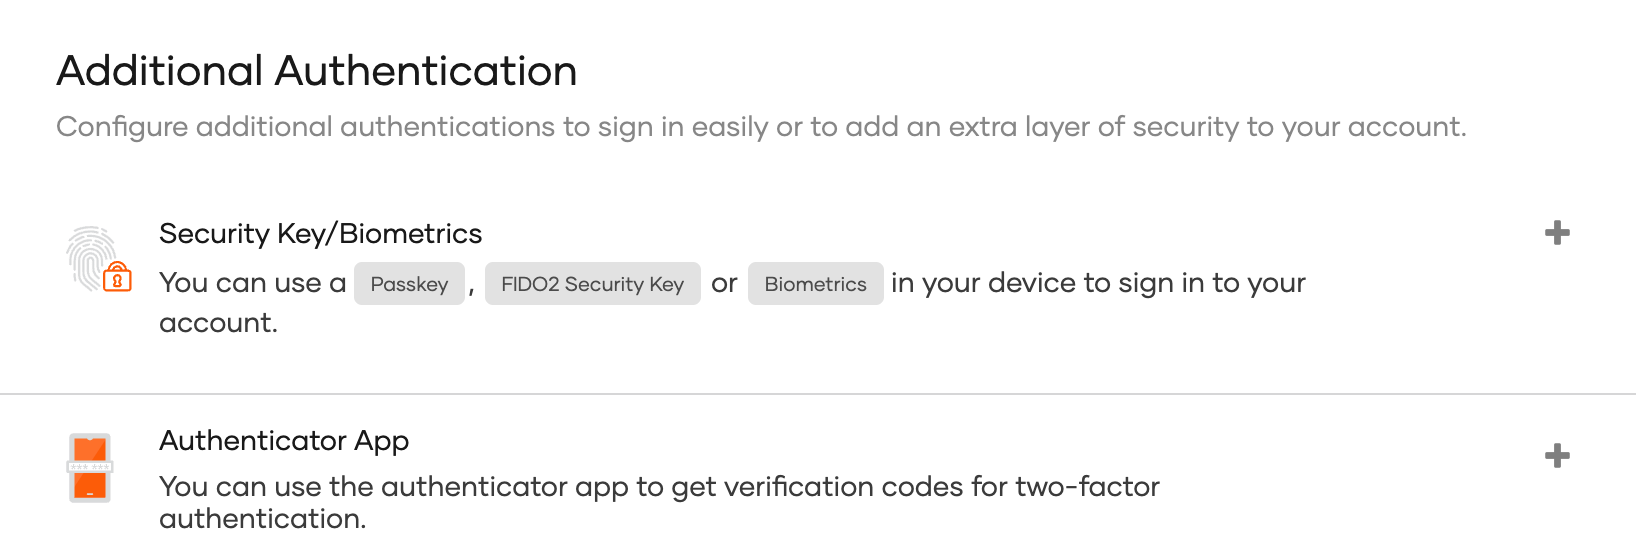 Additional Authentication
Configure additional authentications to sign in easily or to add an extra layer of security to your account.
Security Key/Biometrics
You can use a Passkey , FIDO2 Security Key or Biometrics in your device to sign in to your
account.
Authenticator App
*** ***
You can use the authenticator app to get verification codes for two-factor
authentication.